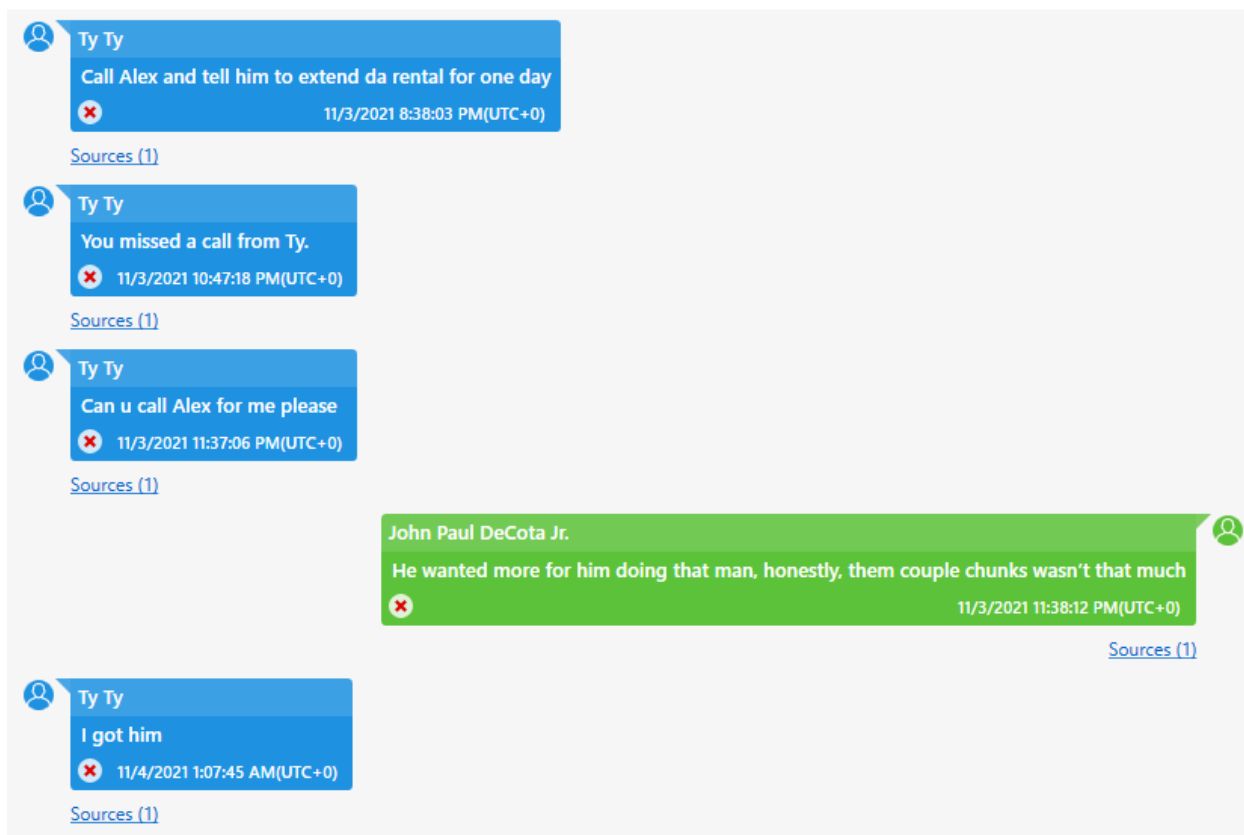 Ty Ty
Call Alex and tell him to extend da rental for one day
11/3/2021 8:38:03 PM(UTC+0)
Sources (1)
Ty Ty
You missed a call from Ty.
11/3/2021 10:47:18 PM(UTC+0)
Sources (1)
Ty Ty
Can u call Alex for me please
11/3/2021 11:37:06 PM(UTC+0)
Sources (1)
John Paul DeCota Jr.
He wanted more for him doing that man, honestly, them couple chunks wasn’t that much
11/3/2021 11:38:12 PM(UTC+0)
Sources (1)
Ty Ty
I got him
11/4/2021 1:07:45 AM(UTC+0)
Sources (1)